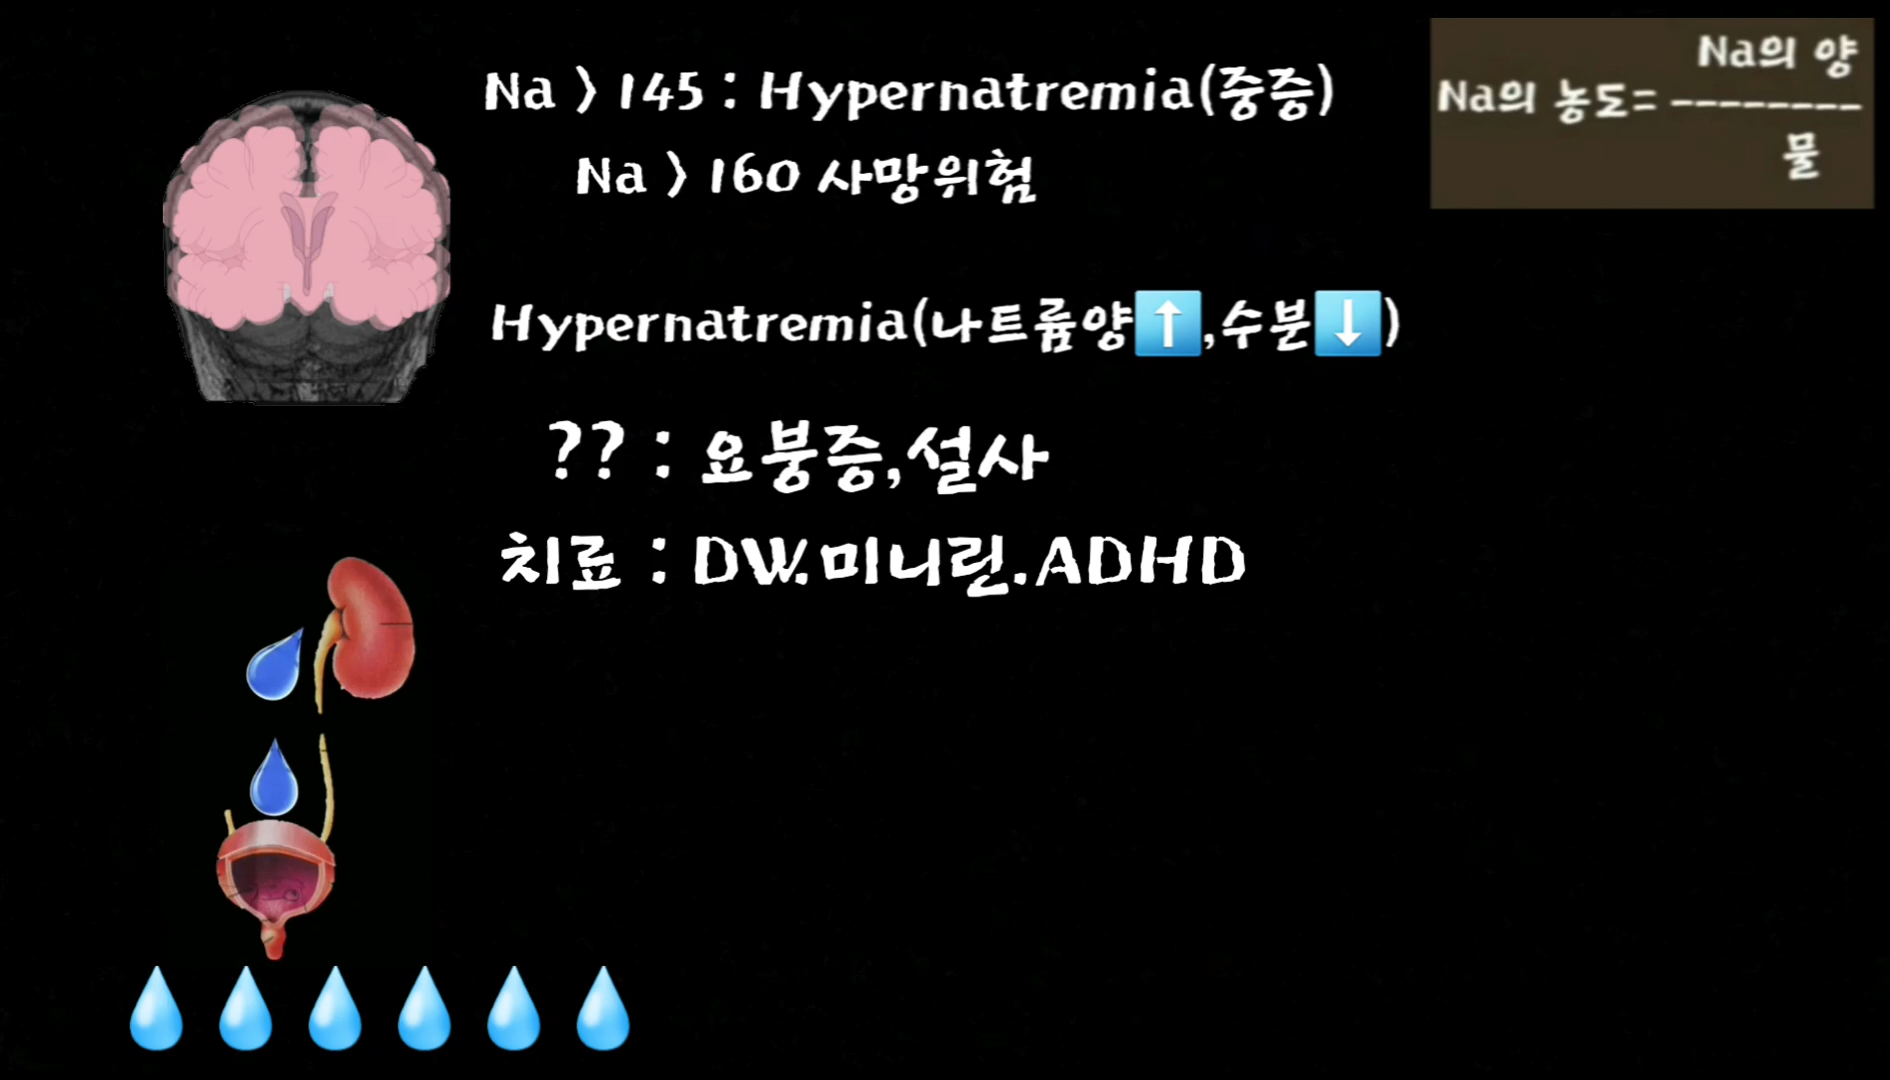 Na > 145 : Hypernatremia(중증)
Na > 160 사망위험
Na의 양
Na의 농도= --------
물
Hypernatremia(나트륨양⬆️,수분⬇️)
?? : 요붕증,설사
치료 : DW.미니린.ADHD